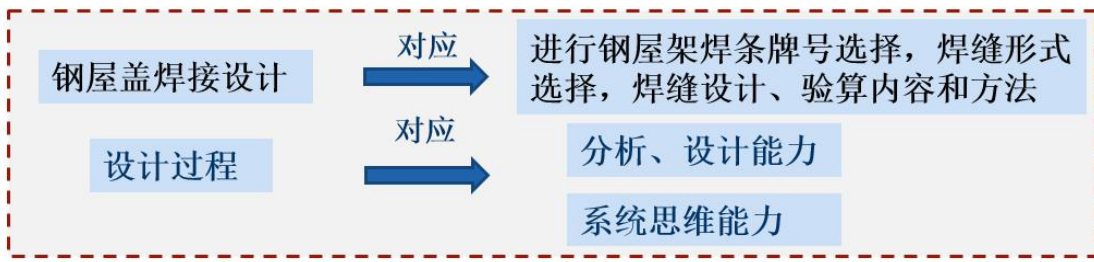 钢屋盖焊接设计
对应
进行钢屋架焊条牌号选择，焊缝形式
选择，焊缝设计、验算内容和方法
设计过程
对应
分析、设计能力
系统思维能力